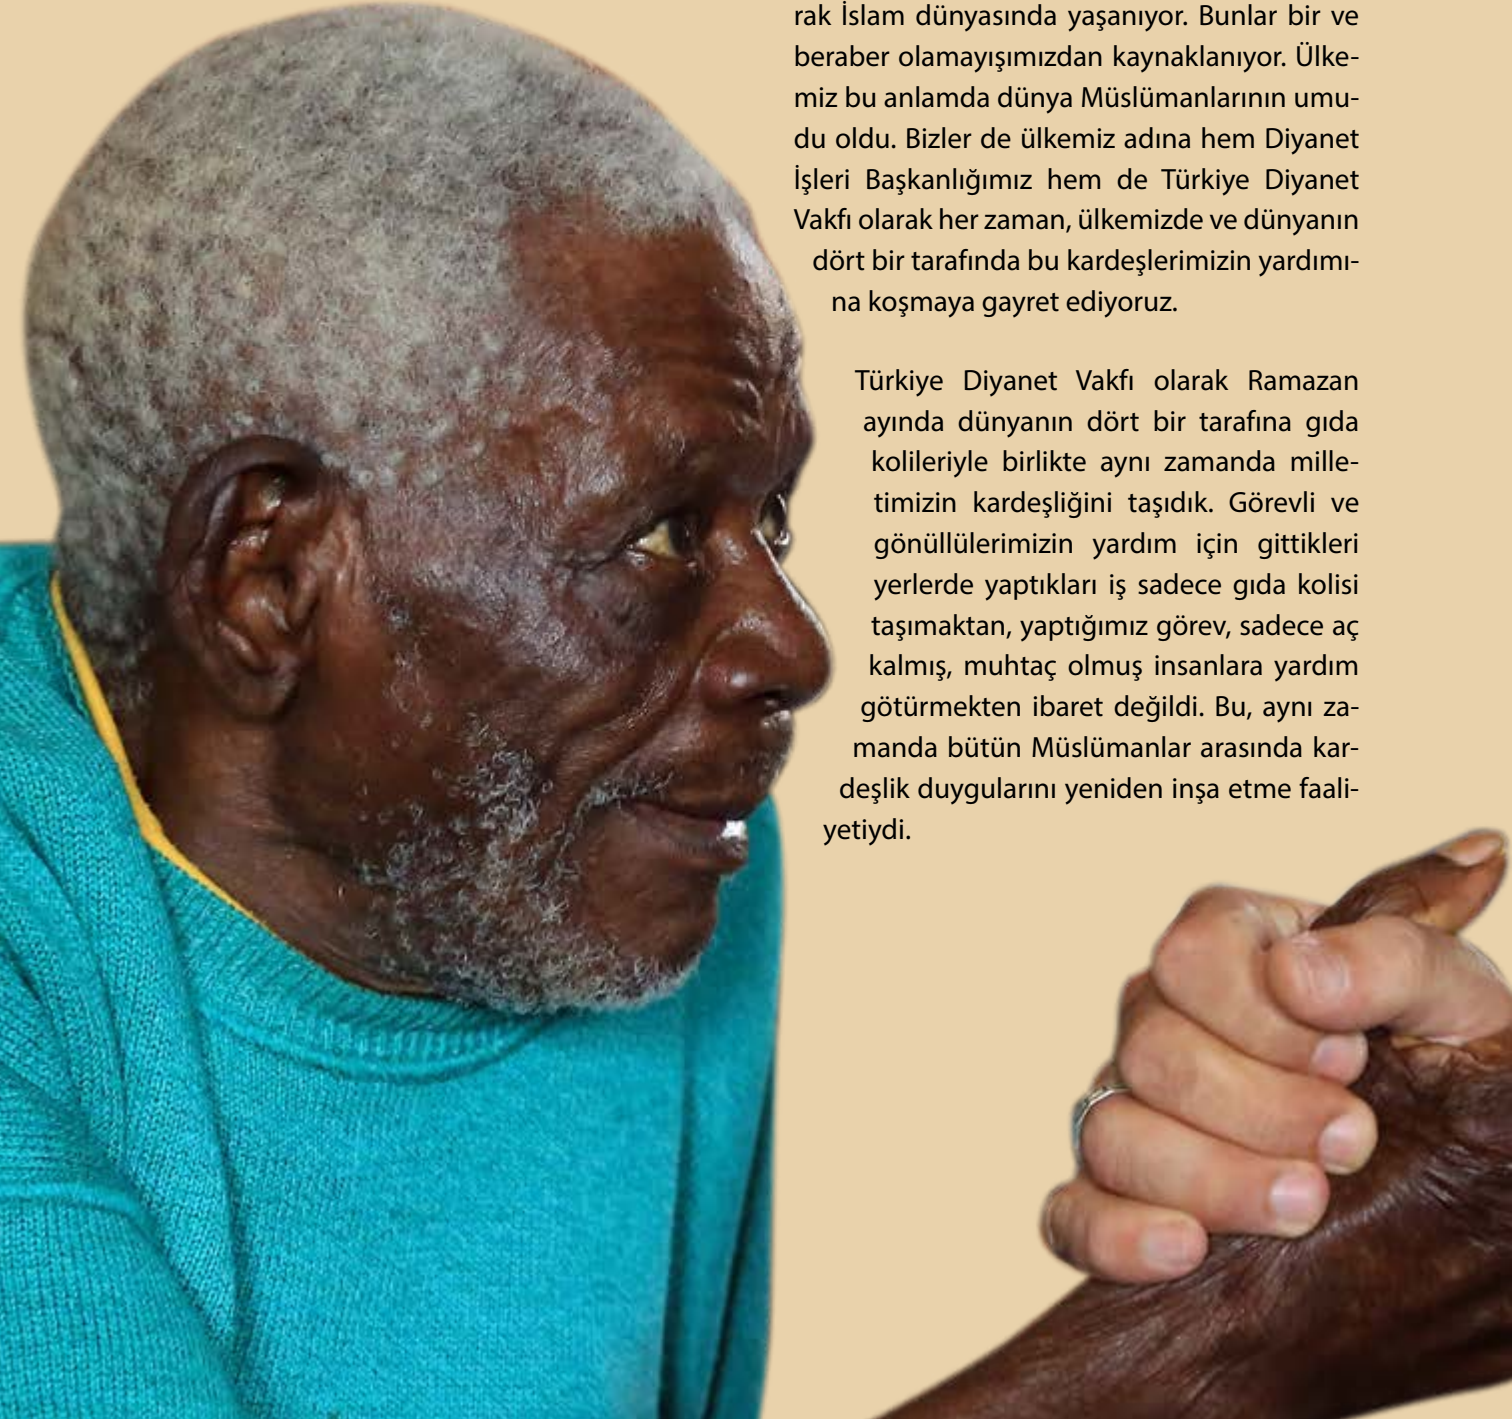 rak İslam dünyasında yaşanıyor. Bunlar bir ve
beraber olamayışımızdan kaynaklanıyor. Ülke-
miz bu anlamda dünya Müslümanlarının umu-
du oldu. Bizler de ülkemiz adına hem Diyanet
İşleri Başkanlığımız hem de Türkiye Diyanet
Vakfı olarak her zaman, ülkemizde ve dünyanın
dört bir tarafında bu kardeşlerimizin yardımı-
na koşmaya gayret ediyoruz.
Türkiye Diyanet Vakfı olarak Ramazan
ayında dünyanın dört bir tarafına gıda
kolileriyle birlikte aynı zamanda mille-
timizin kardeşliğini taşıdık. Görevli ve
gönüllülerimizin yardım için gittikleri
yerlerde yaptıkları iş sadece gıda kolisi
taşımaktan, yaptığımız görev, sadece aç
kalmış, muhtaç olmuş insanlara yardım
götürmekten ibaret değildi. Bu, aynı za-
manda bütün Müslümanlar arasında kar-
deşlik duygularını yeniden inşa etme faali-
yetiydi.